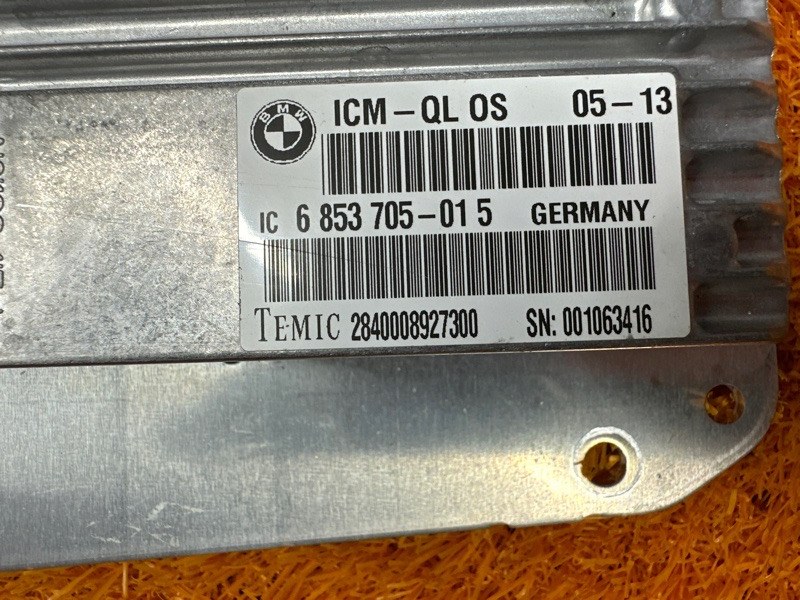 BMW
ICM-QL OS 05-13
IC 6 853 705-01 5 GERMANY
TEMIC 2840008927300 SN: 001063416